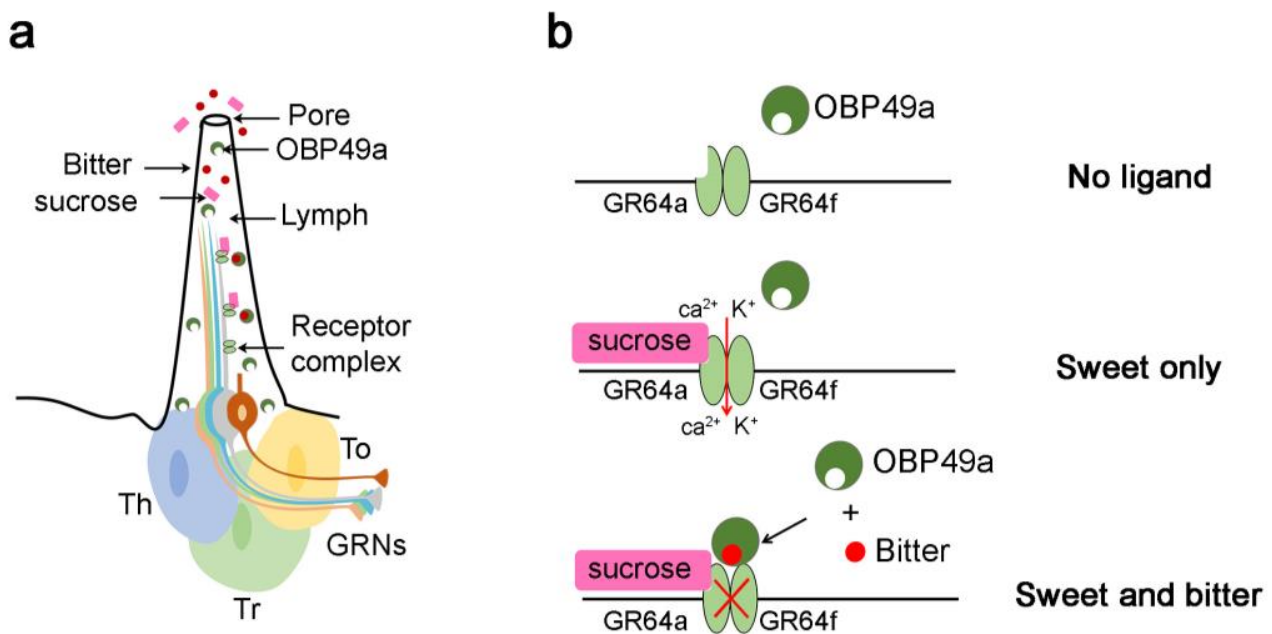 a
Pore
OBP49a
Bitter
sucrose
Lymph
Receptor
complex
To
Th
GRNs
Tr
b
OBP49a
No ligand
GR64a
GR64f
ca²⁺ K⁺
sucrose
Sweet only
GR64a
GR64f
ca²⁺ K⁺
OBP49a
+
Bitter
sucrose
Sweet and bitter
GR64a
GR64f